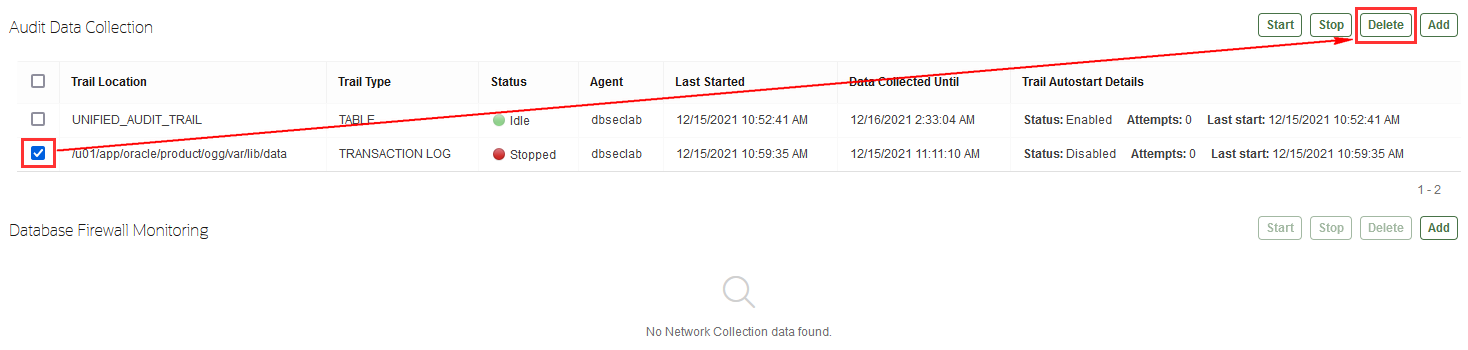 Audit Data Collection
Start Stop Delete Add
Trail Location Trail Type Status Agent Last Started Data Collected Until Trail Autostart Details
UNIFIED_AUDIT_TRAIL TABLE Idle dbseclab 12/15/2021 10:52:41 AM 12/16/2021 2:33:04 AM Status: Enabled Attempts: 0 Last start: 12/15/2021 10:52:41 AM
/u01/app/oracle/product/ogg/var/lib/data TRANSACTION LOG Stopped dbseclab 12/15/2021 10:59:35 AM 12/15/2021 11:11:10 AM Status: Disabled Attempts: 0 Last start: 12/15/2021 10:59:35 AM
1 - 2
Database Firewall Monitoring
Start Stop Delete Add
No Network Collection data found.